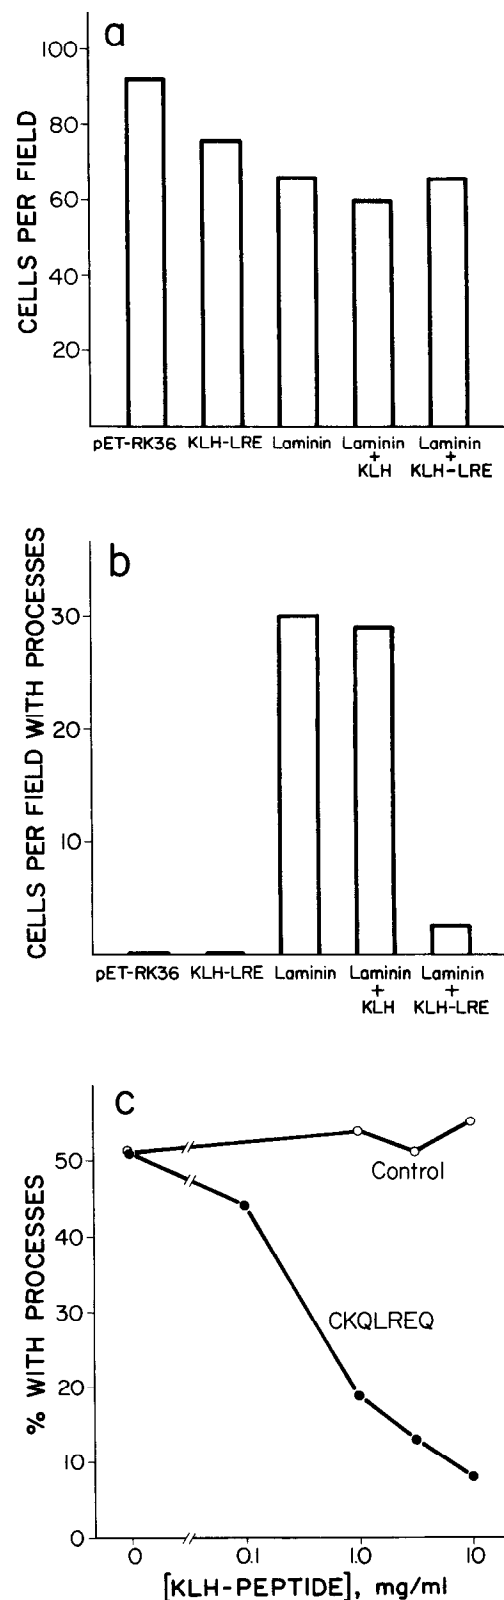 a
CELLS PER FIELD
100
80
60
40
20
pET-RK36 KLH-LRE Laminin Laminin + KLH Laminin + KLH-LRE
b
CELLS PER FIELD WITH PROCESSES
30
20
10
pET-RK36 KLH-LRE Laminin Laminin + KLH Laminin + KLH-LRE
c
% WITH PROCESSES
50
40
30
20
10
0
Control
CKQLREQ
0 0.1 1.0 10
[KLH-PEPTIDE], mg/ml